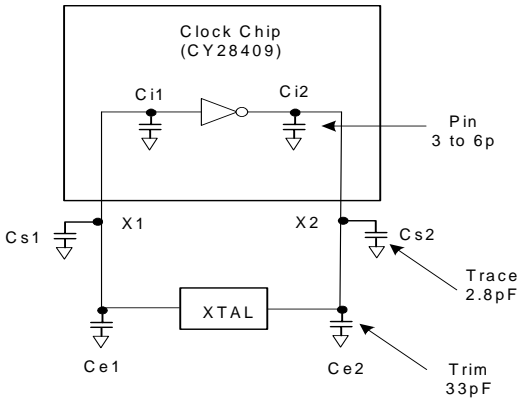 Clock Chip
(CY28409)
Ci1
Ci2
Pin
3 to 6p
X1
X2
Cs1
Cs2
Trace
2.8pF
XTAL
Ce1
Ce2
Trim
33pF